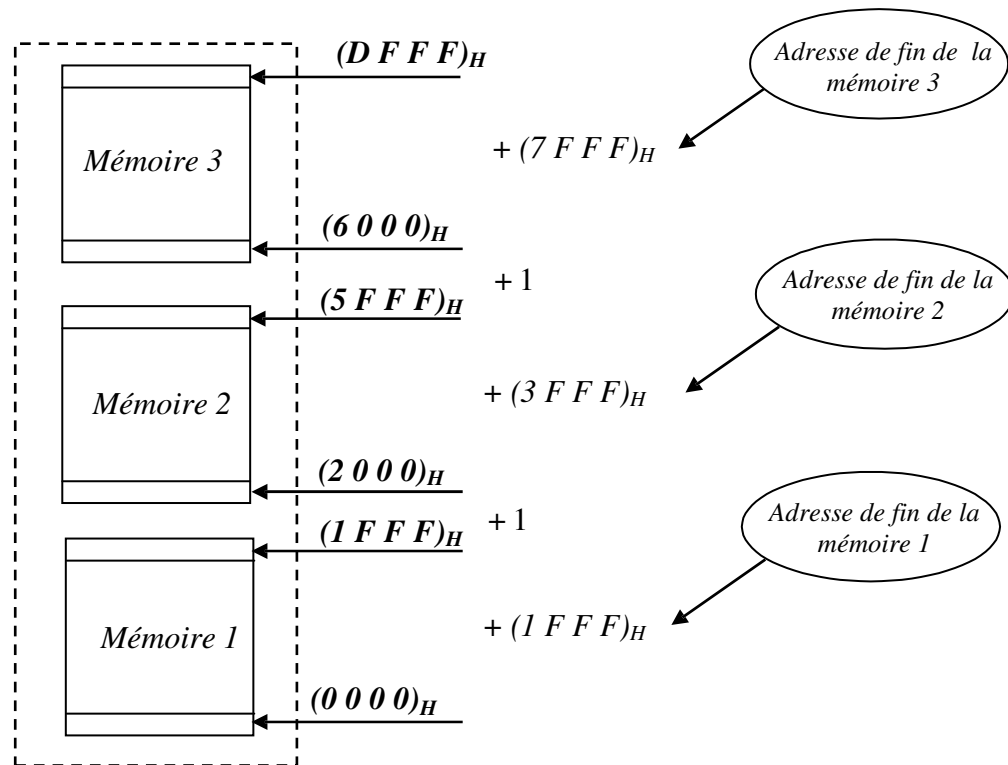 (D F F F)H
Adresse de fin de la
mémoire 3
+ (7 F F F)H
Mémoire 3
(6 0 0 0)H
+ 1
Adresse de fin de la
mémoire 2
(5 F F F)H
+ (3 F F F)H
Mémoire 2
(2 0 0 0)H
+ 1
Adresse de fin de la
mémoire 1
(1 F F F)H
+ (1 F F F)H
Mémoire 1
(0 0 0 0)H